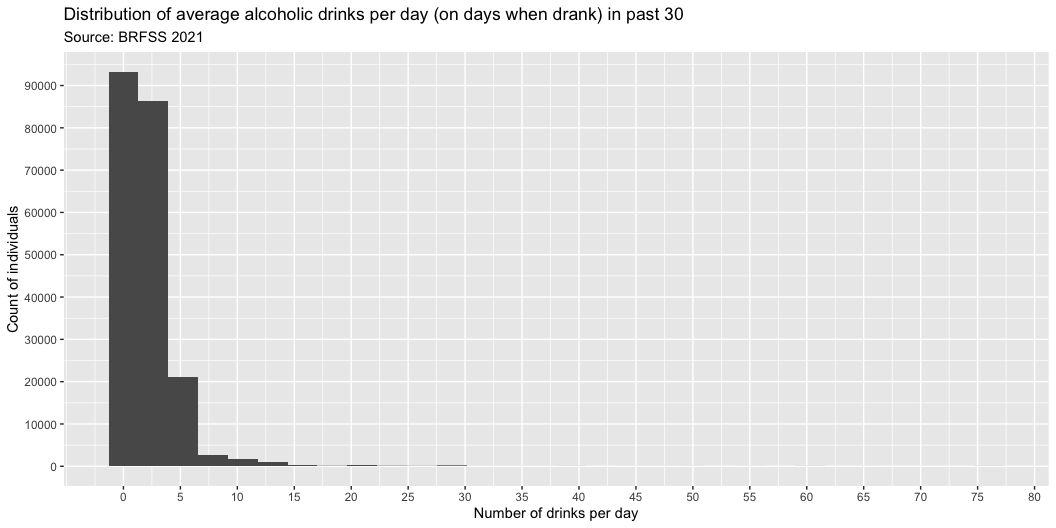 Distribution of average alcoholic drinks per day (on days when drank) in past 30
Source: BRFSS 2021
Count of individuals
90000
80000
70000
60000
50000
40000
30000
20000
10000
0
0 5 10 15 20 25 30 35 40 45 50 55 60 65 70 75 80
Number of drinks per day